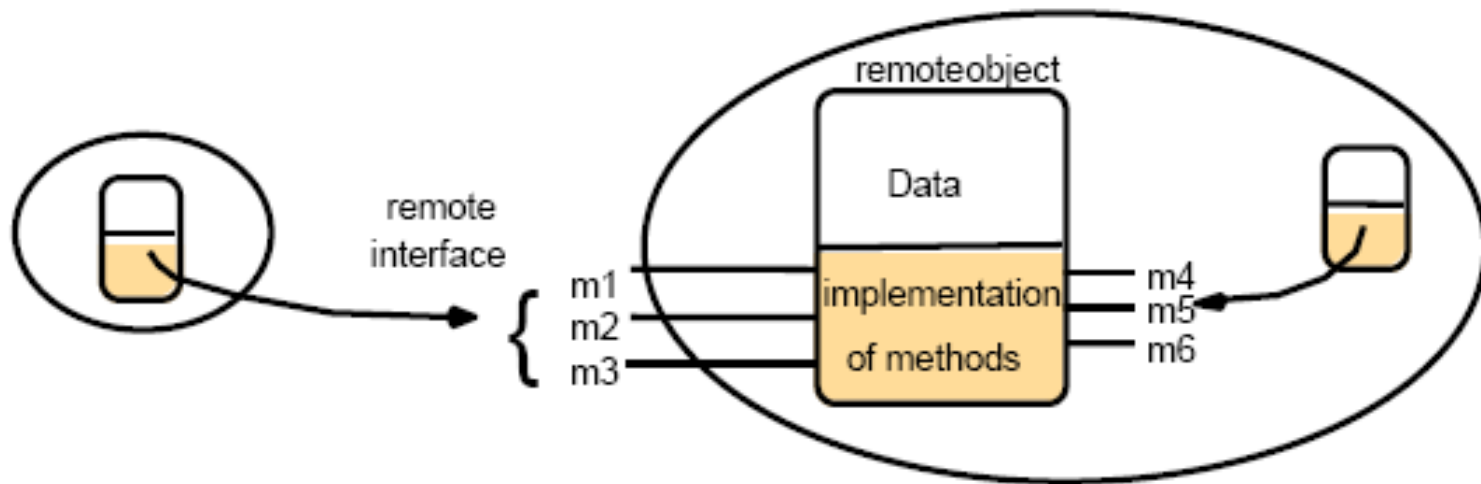 remoteobject
Data
remote
interface
m1
m2
m3
implementation
of methods
m4
m5
m6